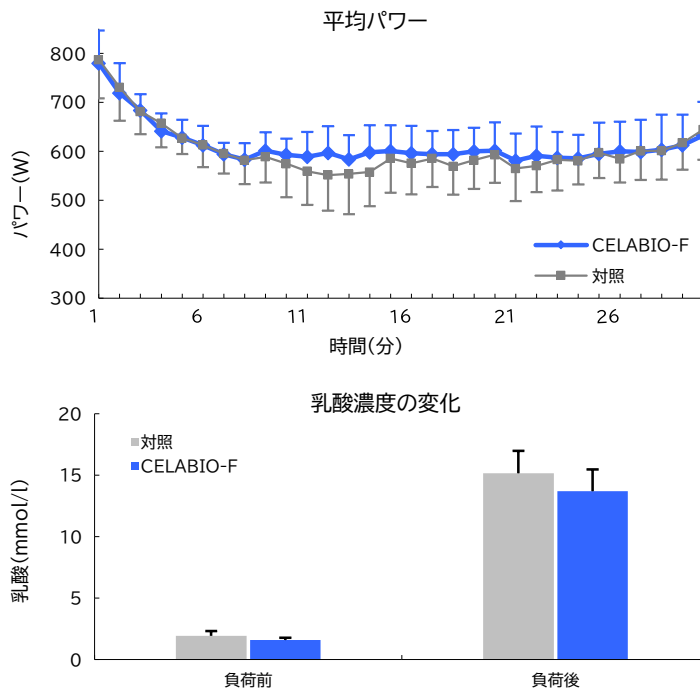 平均パワー
800
700
600
500
400
300
パワー(W)
CELABIO-F
対照
1 6 11 16 21 26
時間(分)
乳酸濃度の変化
20
15
10
5
0
乳酸(mmol/l)
対照
CELABIO-F
負荷前 負荷後